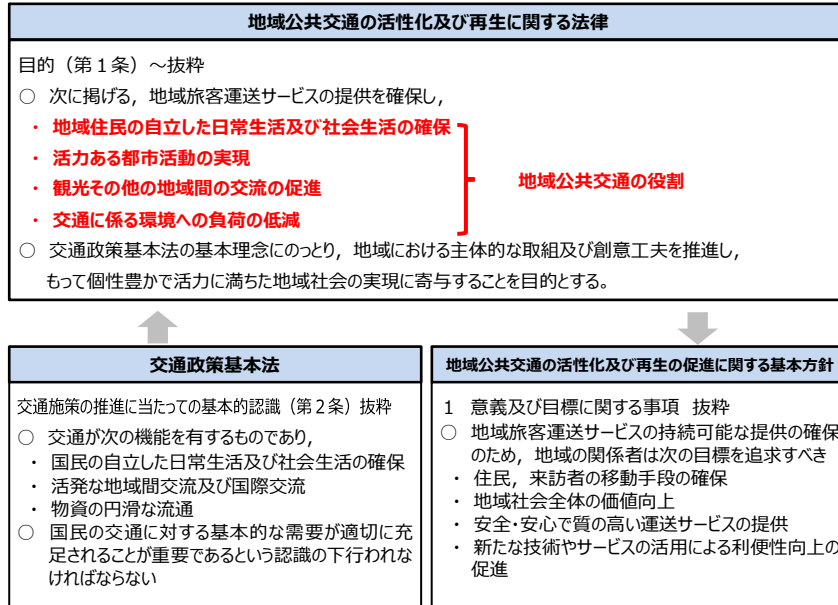 地域公共交通の活性化及び再生に関する法律
目的（第１条）～抜粋
○ 次に掲げる，地域旅客運送サービスの提供を確保し，
・ 地域住民の自立した日常生活及び社会生活の確保
・ 活力ある都市活動の実現
・ 観光その他の地域間の交流の促進
・ 交通に係る環境への負荷の低減
地域公共交通の役割
○ 交通政策基本法の基本理念にのっとり，地域における主体的な取組及び創意工夫を推進し，
もって個性豊かで活力に満ちた地域社会の実現に寄与することを目的とする。
交通政策基本法
交通施策の推進に当たっての基本的認識（第２条）抜粋
○ 交通が次の機能を有するものであり，
・ 国民の自立した日常生活及び社会生活の確保
・ 活発な地域間交流及び国際交流
・ 物資の円滑な流通
○ 国民の交通に対する基本的な需要が適切に充
足されることが重要であるという認識の下行われな
ければならない
地域公共交通の活性化及び再生の促進に関する基本方針
１ 意義及び目標に関する事項 抜粋
○ 地域旅客運送サービスの持続可能な提供の確保
のため，地域の関係者は次の目標を追求すべき
・ 住民，来訪者の移動手段の確保
・ 地域社会全体の価値向上
・ 安全・安心で質の高い運送サービスの提供
・ 新たな技術やサービスの活用による利便性向上の
促進